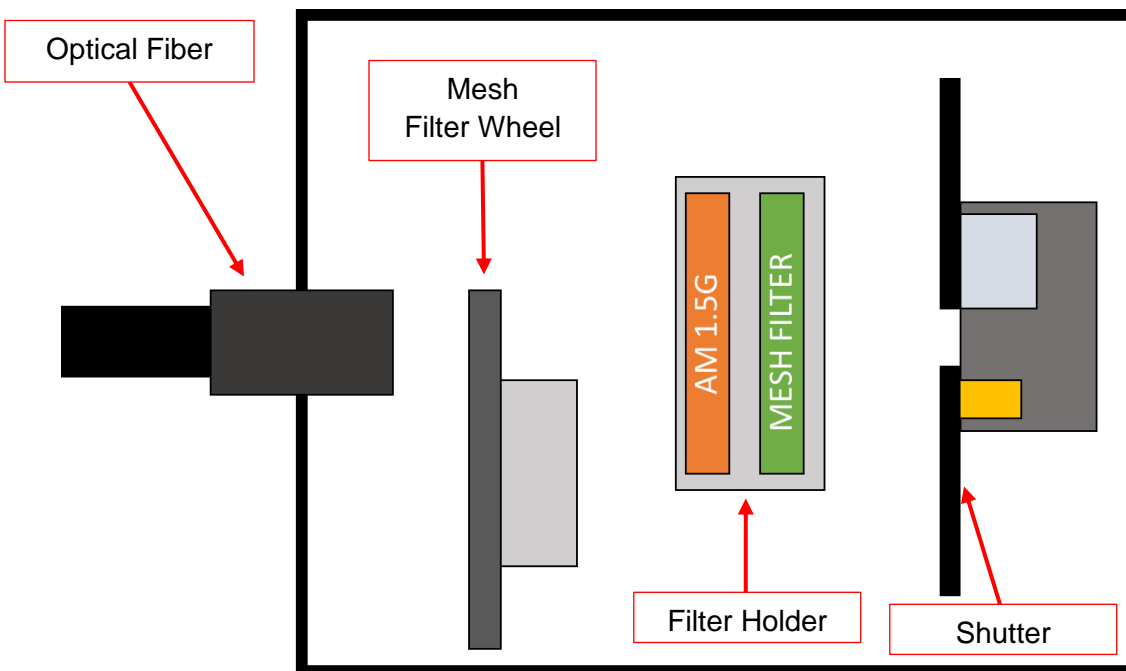 Optical Fiber
Mesh
Filter Wheel
AM 1.5G
MESH FILTER
Filter Holder
Shutter